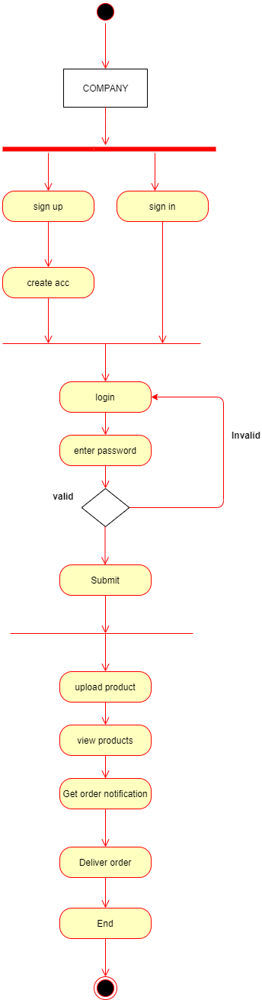 COMPANY
sign up
sign in
create acc
login
Invalid
enter password
valid
Submit
upload product
view products
Get order notification
Deliver order
End